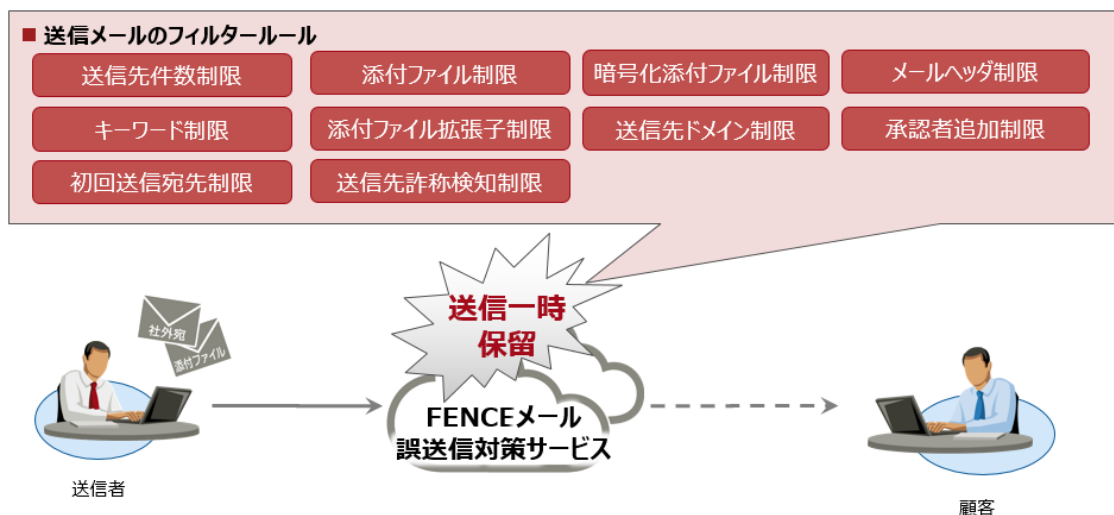 ■ 送信メールのフィルタールール
送信先件数制限
添付ファイル制限
暗号化添付ファイル制限
メールヘッダ制限
キーワード制限
添付ファイル拡張子制限
送信先ドメイン制限
承認者追加制限
初回送信宛先制限
送信先詐称検知制限
送信一時
保留
社外宛
添付ファイル
FENCEメール
誤送信対策サービス
送信者
顧客